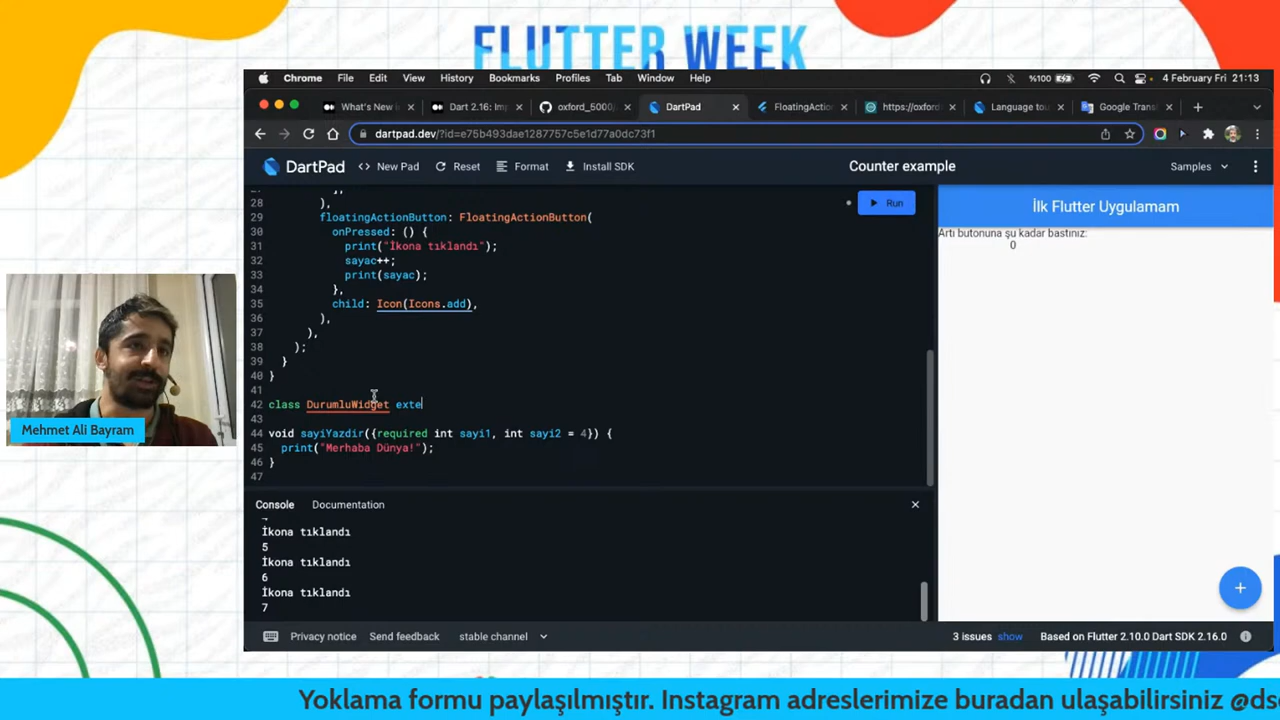 FLUTTER WEEK
Chrome File Edit View History Bookmarks Profiles Tab Window Help %100 4 February Fri 21:13
What's New i Dart 2.16: Imp oxford_5000/ DartPad FloatingActio https://oxford Language tou Google Trans
dartpad.dev/?id=e75b493dae1287757c5e1d77a0dc73f1
DartPad <> New Pad Reset Format Install SDK Counter example Samples
28 ),
29 floatingActionButton: FloatingActionButton(
30 onPressed: () {
31 print("İkona tıklandı");
32 sayac++;
33 print(sayac);
34 },
35 child: Icon(Icons.add),
36 ),
37 ),
38 );
39 }
40 }
41
42 class DurumluWidget exte
43
44 void sayiYazdir({required int sayi1, int sayi2 = 4}) {
45 print("Merhaba Dünya!");
46 }
47
Run
İlk Flutter Uygulamam
Artı butonuna şu kadar bastınız:
0
+
Mehmet Ali Bayram
Console Documentation
İkona tıklandı
5
İkona tıklandı
6
İkona tıklandı
7
Privacy notice Send feedback stable channel 3 issues show Based on Flutter 2.10.0 Dart SDK 2.16.0
Yoklama formu paylaşılmıştır. Instagram adreslerimize buradan ulaşabilirsiniz @ds